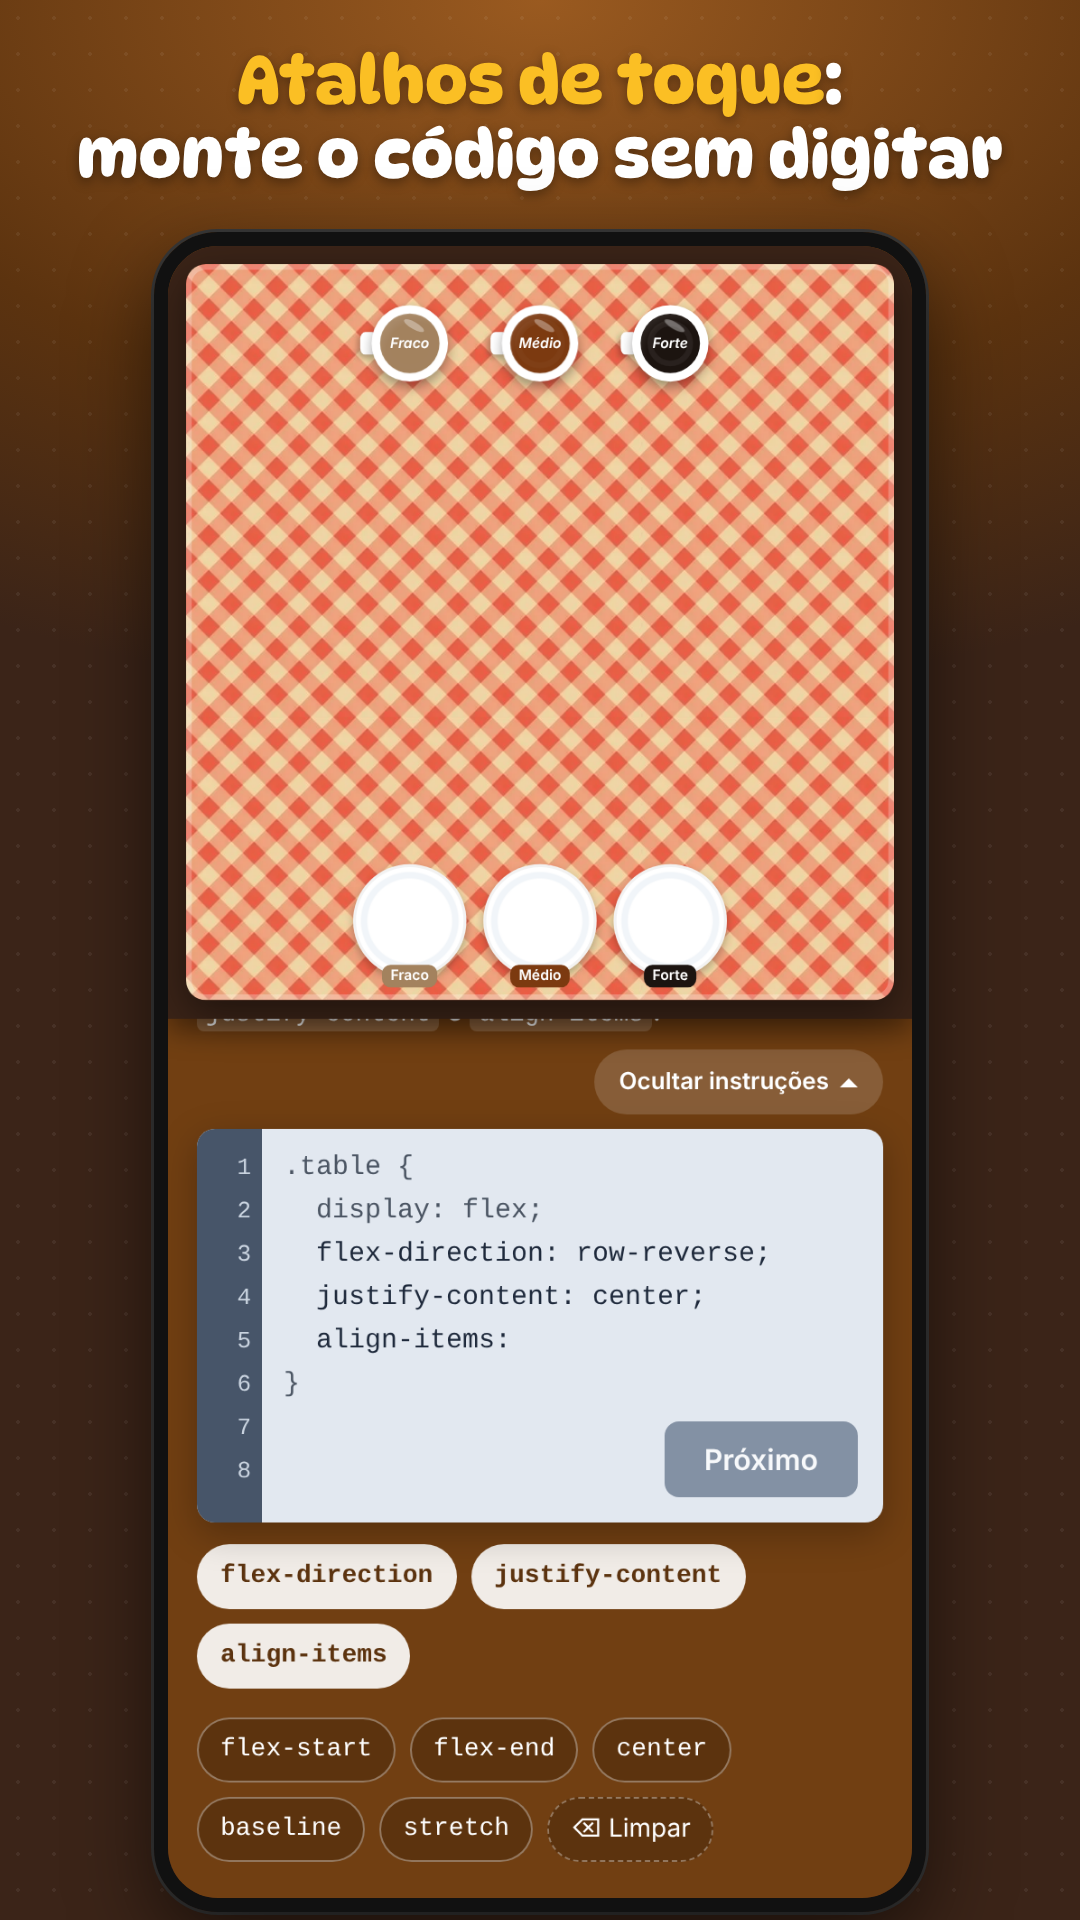 Atalhos de toque:
monte o código sem digitar
Fraco Médio Forte
Fraco Médio Forte
Ocultar instruções
1 .table {
2 display: flex;
3 flex-direction: row-reverse;
4 justify-content: center;
5 align-items:
6 }
7
8
Próximo
flex-direction justify-content
align-items
flex-start flex-end center
baseline stretch Limpar